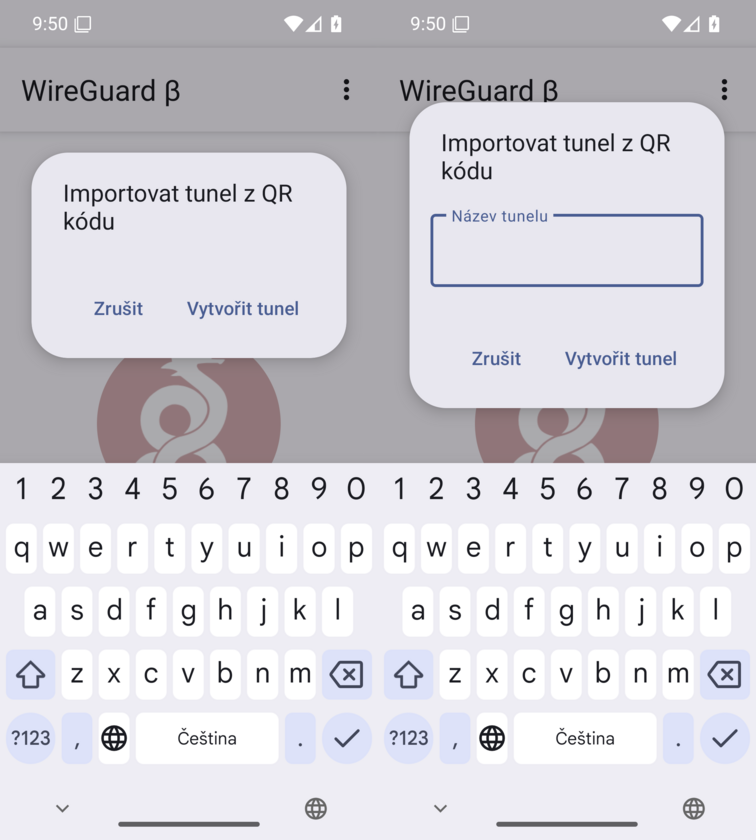 9:50
WireGuard β
Importovat tunel z QR
kódu
Zrušit Vytvořit tunel
1 2 3 4 5 6 7 8 9 0
q w e r t y u i o p
a s d f g h j k l
z x c v b n m
?123 , Čeština .
9:50
WireGuard β
Importovat tunel z QR
kódu
Název tunelu
Zrušit Vytvořit tunel
1 2 3 4 5 6 7 8 9 0
q w e r t y u i o p
a s d f g h j k l
z x c v b n m
?123 , Čeština .